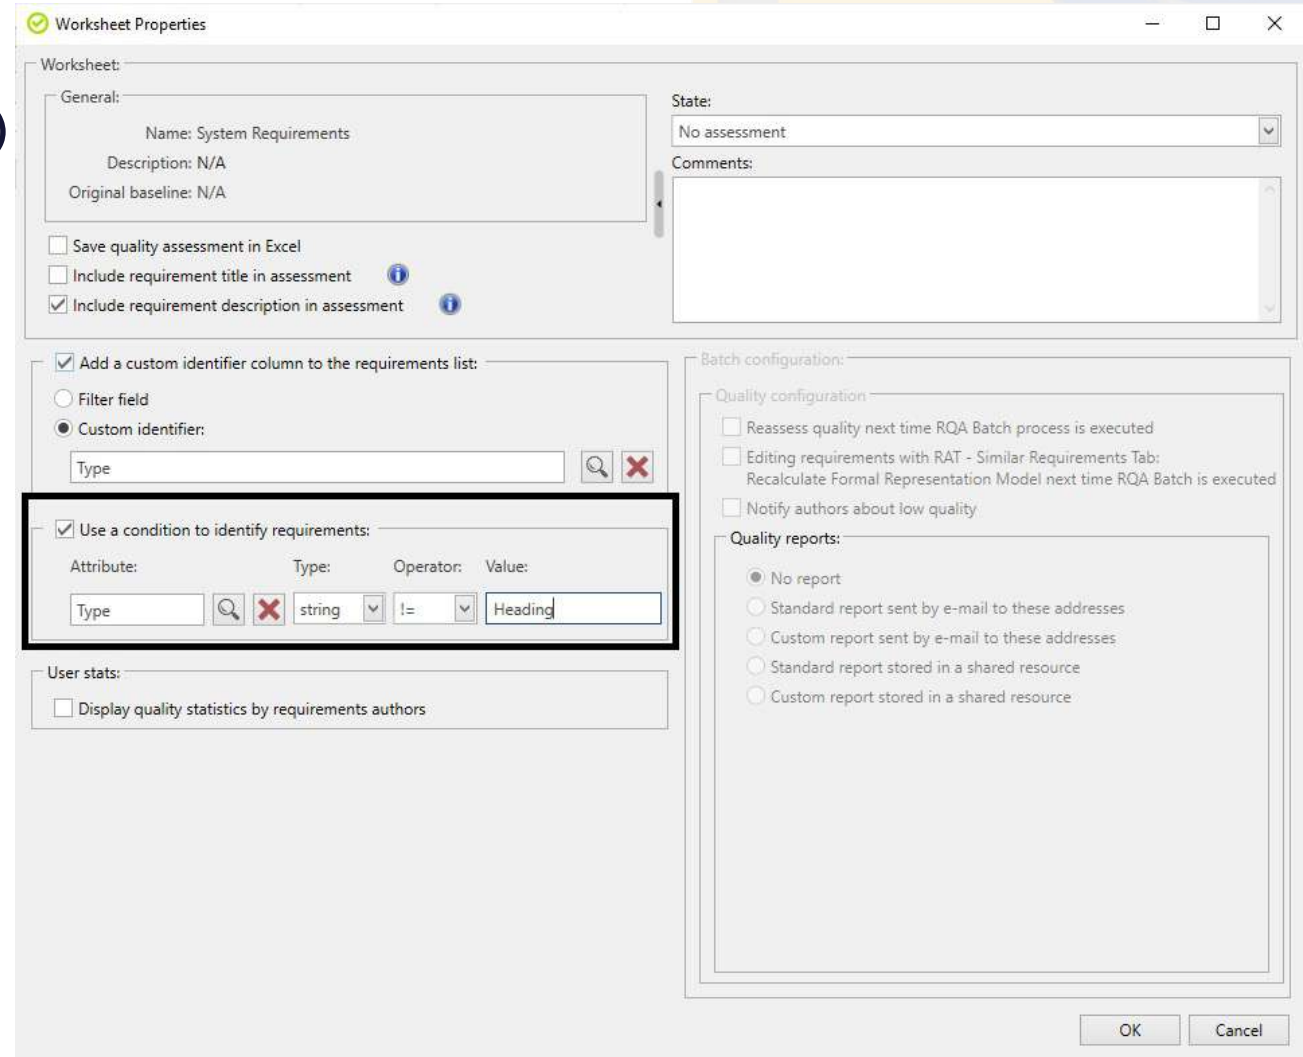 Worksheet Properties
Worksheet:
General:
Name: System Requirements
Description: N/A
Original baseline: N/A
State:
No assessment
Comments:
Save quality assessment in Excel
Include requirement title in assessment
Include requirement description in assessment
Add a custom identifier column to the requirements list:
Filter field
Custom identifier:
Type
Use a condition to identify requirements:
Attribute: Type: Operator: Value:
Type string != Heading
User stats:
Display quality statistics by requirements authors
Batch configuration:
Quality configuration
Reassess quality next time RQA Batch process is executed
Editing requirements with RAT - Similar Requirements Tab:
Recalculate Formal Representation Model next time RQA Batch is executed
Notify authors about low quality
Quality reports:
No report
Standard report sent by e-mail to these addresses
Custom report sent by e-mail to these addresses
Standard report stored in a shared resource
Custom report stored in a shared resource
OK Cancel